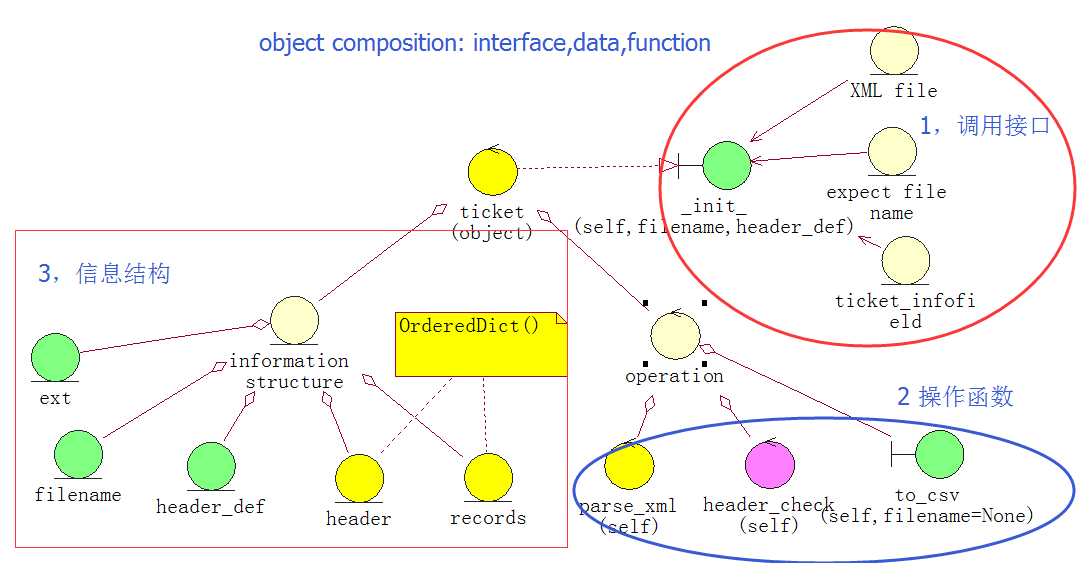 object composition: interface,data,function
XML file
1，调用接口
expect file
name
_init_
(self,filename,header_def)
ticket
(object)
ticket_infofi
eld
3，信息结构
OrderedDict()
information
structure
operation
ext
2 操作函数
filename
header_def
header
records
parse_xml
(self)
header_check
(self)
to_csv
(self,filename=None)